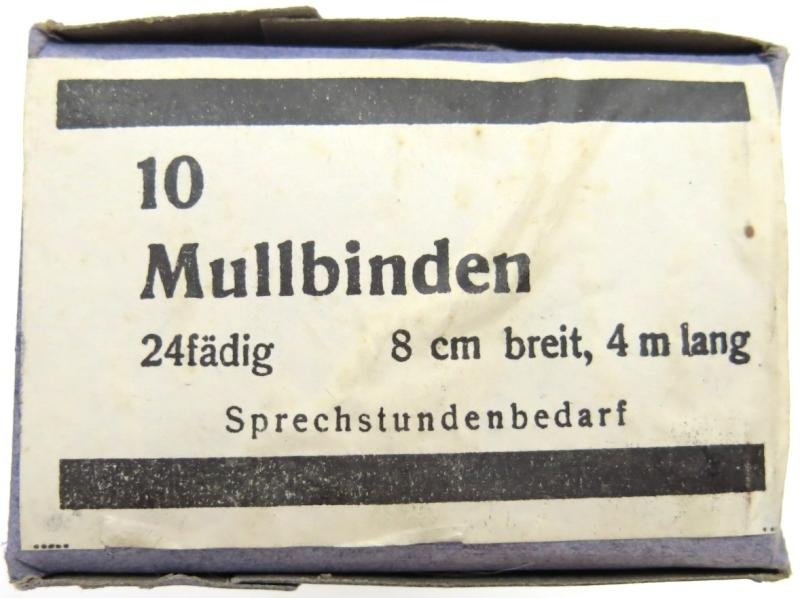 10
Mullbinden
24fädig 8 cm breit, 4 m lang
Sprechstundenbedarf